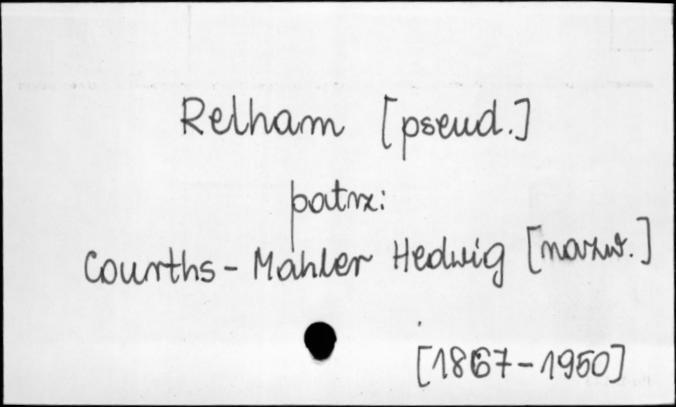 Relham [pseud.]
patrz:
Courths-Mahler Hedwig [nazw.]
[1867-1950]